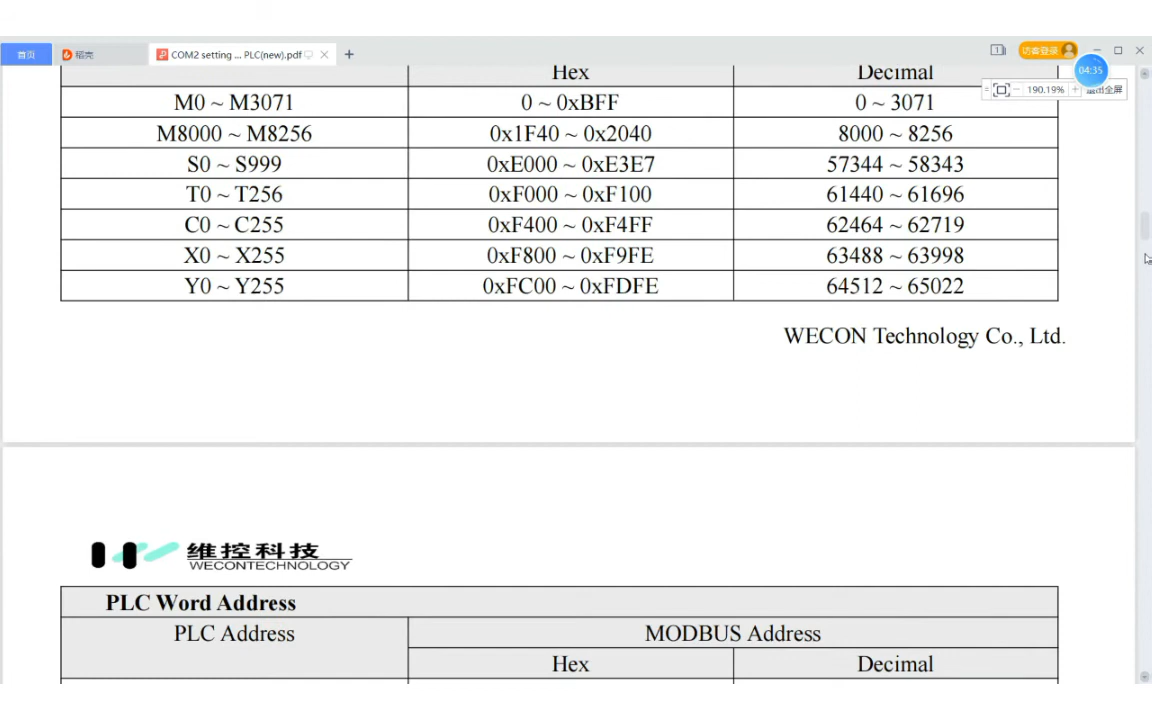 首页
稻壳
COM2 setting ... PLC(new).pdf
1
访客登录
04:35
190.19%
出全屏
Hex Decimal
M0 ~ M3071 0 ~ 0xBFF 0 ~ 3071
M8000 ~ M8256 0x1F40 ~ 0x2040 8000 ~ 8256
S0 ~ S999 0xE000 ~ 0xE3E7 57344 ~ 58343
T0 ~ T256 0xF000 ~ 0xF100 61440 ~ 61696
C0 ~ C255 0xF400 ~ 0xF4FF 62464 ~ 62719
X0 ~ X255 0xF800 ~ 0xF9FE 63488 ~ 63998
Y0 ~ Y255 0xFC00 ~ 0xFDFE 64512 ~ 65022
WECON Technology Co., Ltd.
维控科技
WECONTECHNOLOGY
PLC Word Address
PLC Address MODBUS Address
Hex Decimal